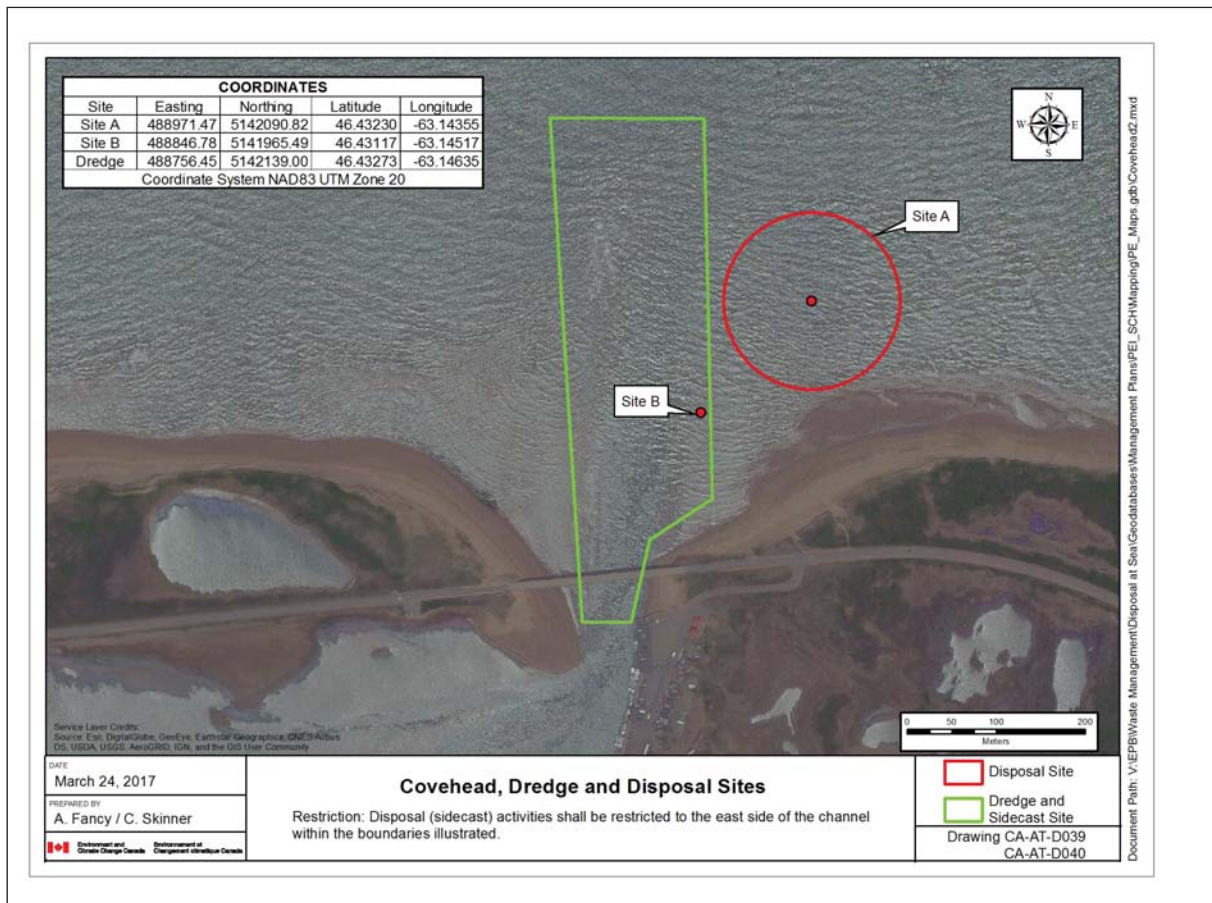 COORDINATES
Site Easting Northing Latitude Longitude
Site A 488971.47 5142090.82 46.43230 -63.14355
Site B 488846.78 5141965.49 46.43117 -63.14517
Dredge 488756.45 5142139.00 46.43273 -63.14635
Coordinate System NAD83 UTM Zone 20
N
W E
S
Site A
Site B
Service Layer Credits:
Source: Esri, DigitalGlobe, GeoEye, Earthstar Geographics, CNES/Airbus
DS, USDA, USGS, AeroGRID, IGN, and the GIS User Community
0 50 100 200
Meters
DATE
March 24, 2017
PREPARED BY
A. Fancy / C. Skinner
Environment and
Climate Change Canada
Environnement et
Changement climatique Canada
Covehead, Dredge and Disposal Sites
Restriction: Disposal (sidecast) activities shall be restricted to the east side of the channel
within the boundaries illustrated.
Disposal Site
Dredge and
Sidecast Site
Drawing CA-AT-D039
CA-AT-D040
Document Path: V:\EPB\Waste Management\Disposal at Sea\Geodatabases\Management Plans\PEI_SCH\Mapping\PE_Maps.gdb\Covehead2.mxd